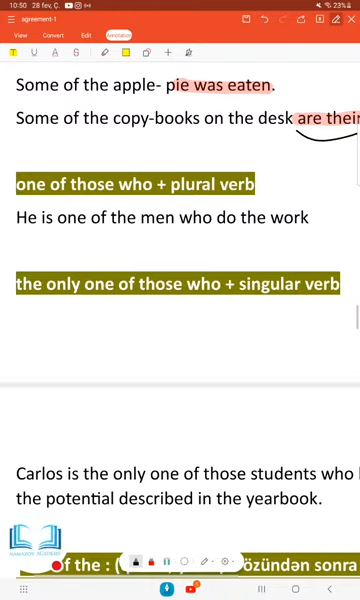 10:50 28 fev, Ç.
23%
agreement-1
View Convert Edit Annotation
Some of the apple- pie was eaten.
Some of the copy-books on the desk are their
one of those who + plural verb
He is one of the men who do the work
the only one of those who + singular verb
Carlos is the only one of those students who
the potential described in the yearbook.
of the : özündən sonra